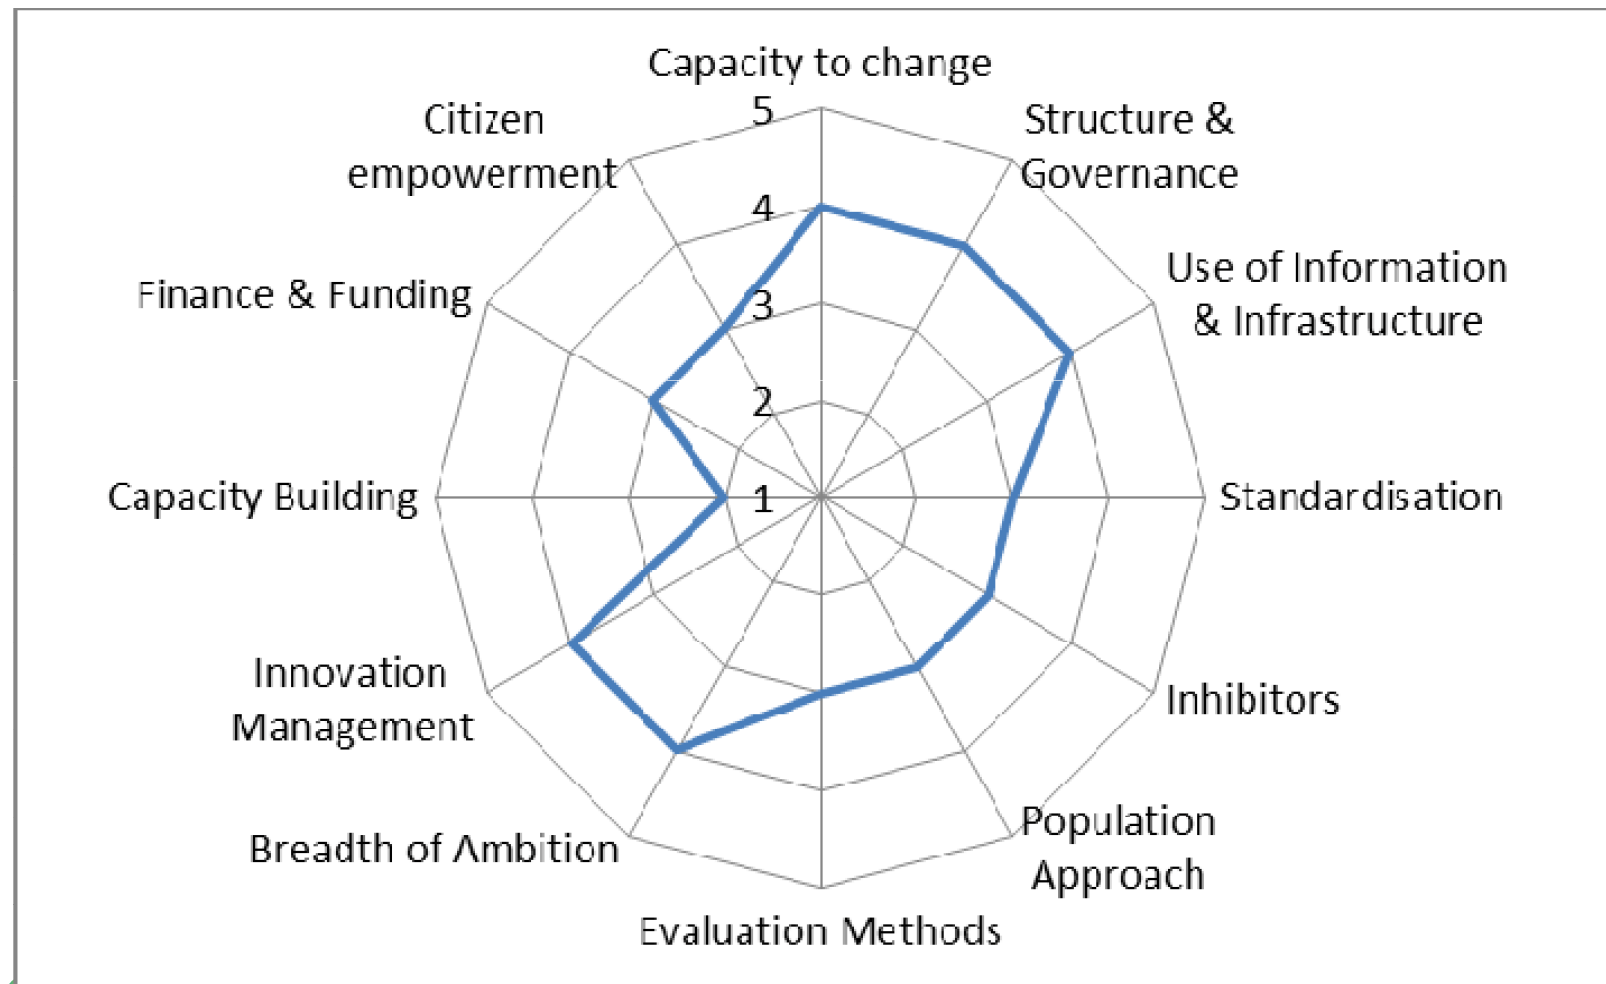 Capacity to change
5
Citizen
empowerment
Structure &
Governance
4
Use of Information
& Infrastructure
Finance & Funding
3
2
Capacity Building
1
Standardisation
Innovation
Management
Inhibitors
Breadth of Ambition
Population
Approach
Evaluation Methods